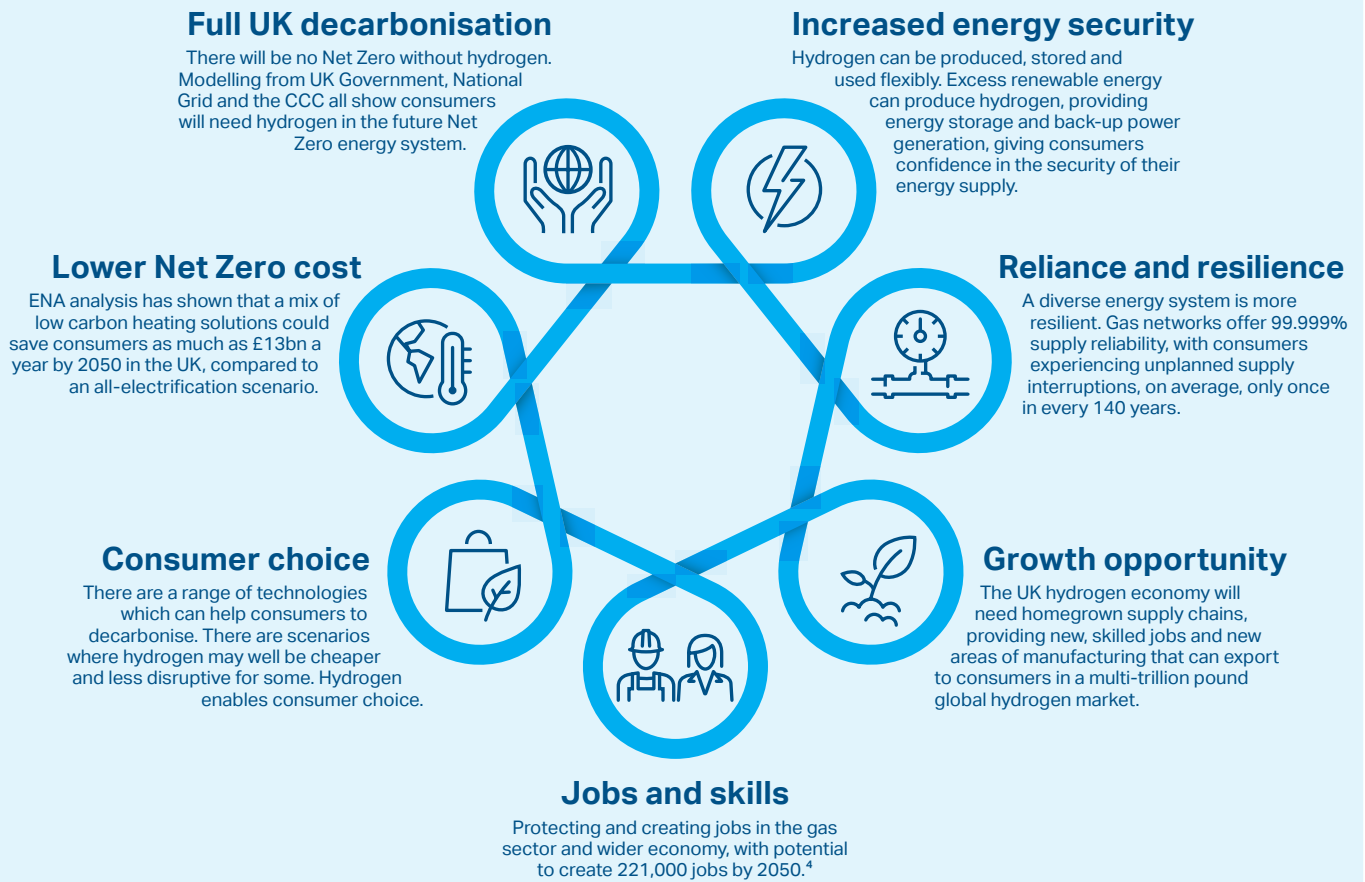 Full UK decarbonisation
There will be no Net Zero without hydrogen.
Modelling from UK Government, National
Grid and the CCC all show consumers
will need hydrogen in the future Net
Zero energy system.
Increased energy security
Hydrogen can be produced, stored and
used flexibly. Excess renewable energy
can produce hydrogen, providing
energy storage and back-up power
generation, giving consumers
confidence in the security of their
energy supply.
Lower Net Zero cost
ENA analysis has shown that a mix of
low carbon heating solutions could
save consumers as much as £13bn a
year by 2050 in the UK, compared to
an all-electrification scenario.
Reliance and resilience
A diverse energy system is more
resilient. Gas networks offer 99.999%
supply reliability, with consumers
experiencing unplanned supply
interruptions, on average, only once
in every 140 years.
Consumer choice
There are a range of technologies
which can help consumers to
decarbonise. There are scenarios
where hydrogen may well be cheaper
and less disruptive for some. Hydrogen
enables consumer choice.
Growth opportunity
The UK hydrogen economy will
need homegrown supply chains,
providing new, skilled jobs and new
areas of manufacturing that can export
to consumers in a multi-trillion pound
global hydrogen market.
Jobs and skills
Protecting and creating jobs in the gas
sector and wider economy, with potential
to create 221,000 jobs by 2050.⁴